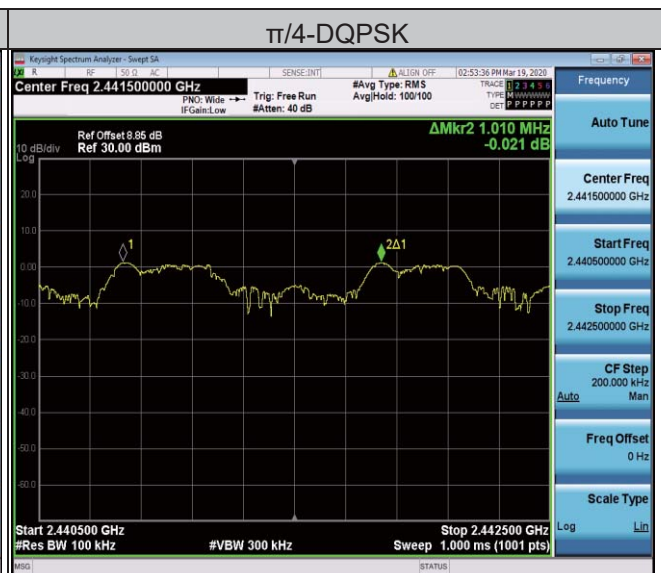 π/4-DQPSK
Keysight Spectrum Analyzer - Swept SA
R RF 50 Ω AC SENSE:INT ALIGN OFF 02:53:36 PM Mar 19, 2020
Center Freq 2.441500000 GHz
PNO: Wide
IFGain:Low
Trig: Free Run
#Atten: 40 dB
#Avg Type: RMS
Avg|Hold: 100/100
TRACE 1 2 3 4 5 6
TYPE MWWWWW
DET P P P P P P
Ref Offset 8.85 dB
Ref 30.00 dBm
10 dB/div
Log
ΔMkr2 1.010 MHz
-0.021 dB
20.0
10.0
0.00
-10.0
-20.0
-30.0
-40.0
-50.0
-60.0
1
2Δ1
Start 2.440500 GHz
#Res BW 100 kHz
#VBW 300 kHz
Stop 2.442500 GHz
Sweep 1.000 ms (1001 pts)
MSG
STATUS
Frequency
Auto Tune
Center Freq
2.441500000 GHz
Start Freq
2.440500000 GHz
Stop Freq
2.442500000 GHz
CF Step
200.000 kHz
Auto Man
Freq Offset
0 Hz
Scale Type
Log Lin